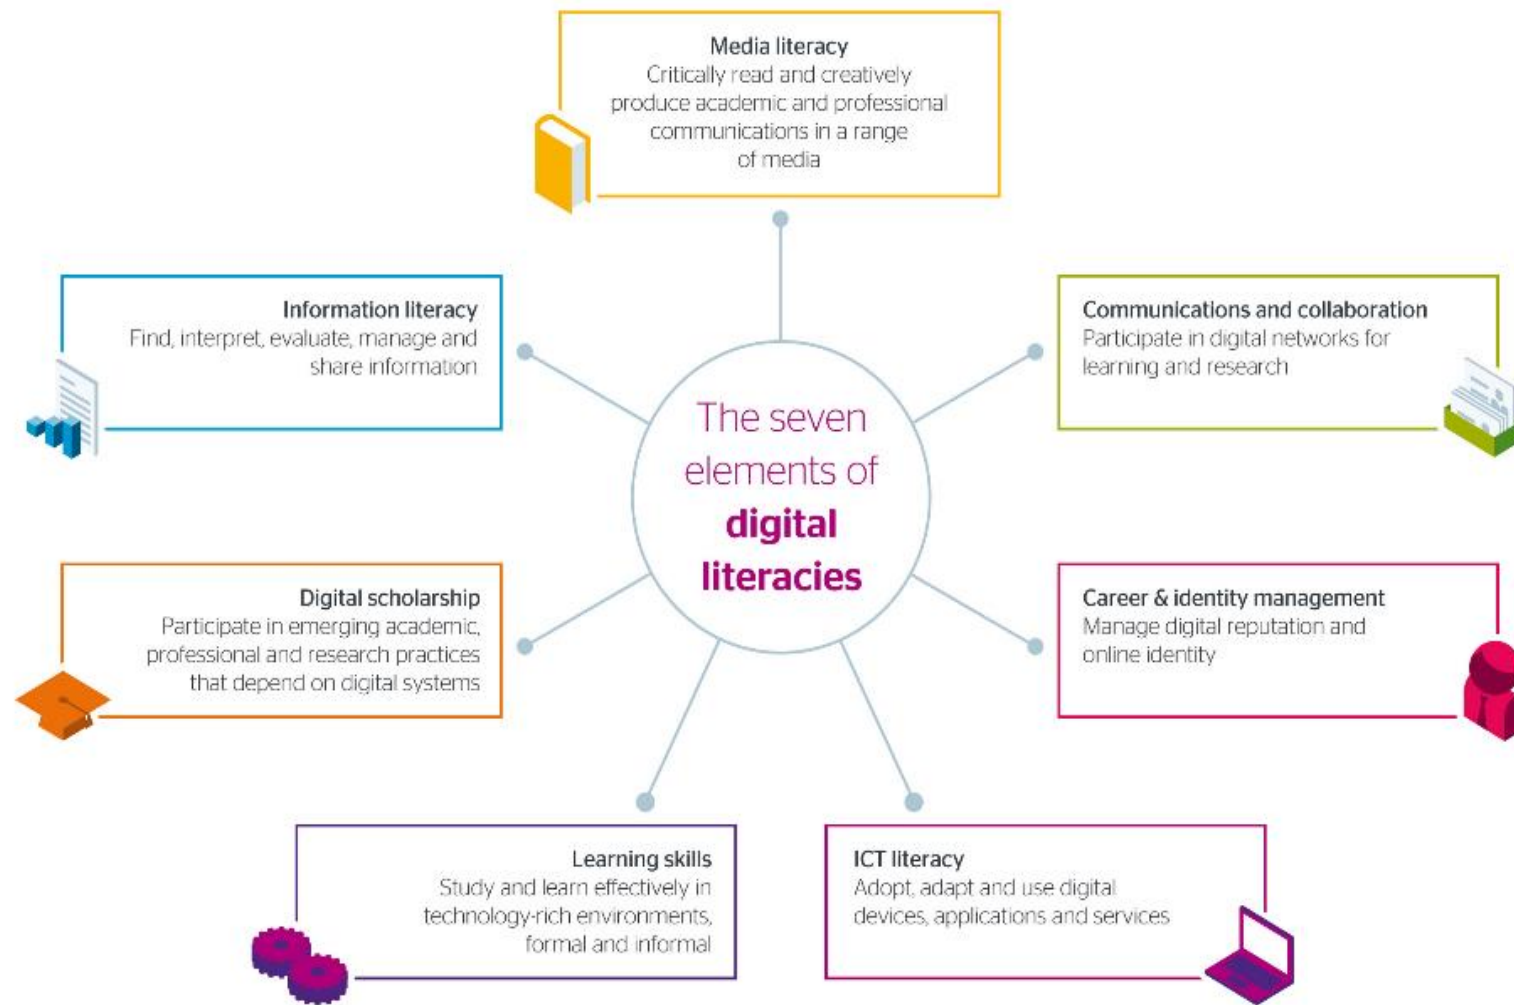 Media literacy
Critically read and creatively
produce academic and professional
communications in a range
of media
Information literacy
Find, interpret, evaluate, manage and
share information
Communications and collaboration
Participate in digital networks for
learning and research
The seven
elements of
digital
literacies
Digital scholarship
Participate in emerging academic,
professional and research practices
that depend on digital systems
Career & identity management
Manage digital reputation and
online identity
Learning skills
Study and learn effectively in
technology-rich environments,
formal and informal
ICT literacy
Adopt, adapt and use digital
devices, applications and services